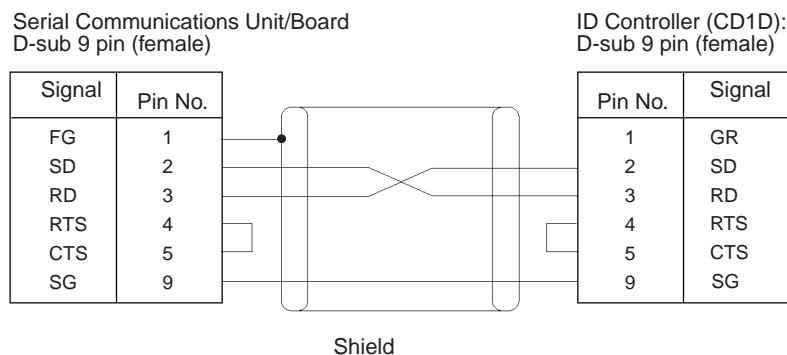 Serial Communications Unit/Board
D-sub 9 pin (female)
ID Controller (CD1D):
D-sub 9 pin (female)
Signal Pin No. Pin No. Signal
FG 1 1 GR
SD 2 2 SD
RD 3 3 RD
RTS 4 4 RTS
CTS 5 5 CTS
SG 9 9 SG
Shield